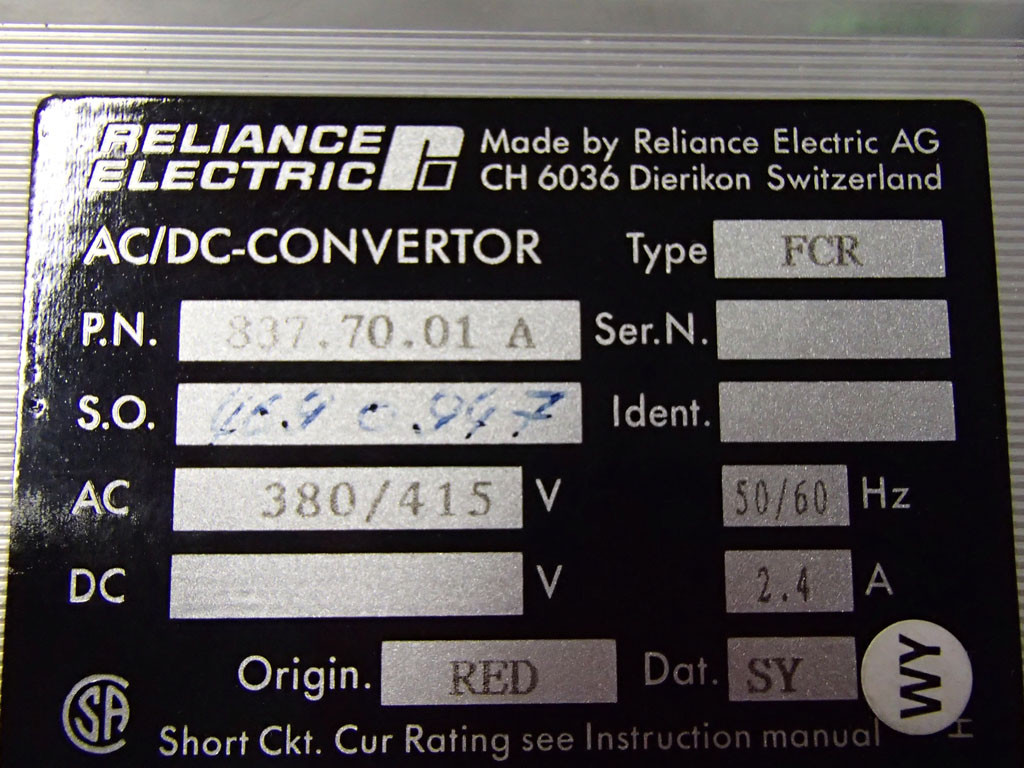 RELIANCE ELECTRIC
Made by Reliance Electric AG
CH 6036 Dierikon Switzerland
AC/DC-CONVERTOR Type FCR
P.N. 837.70.01 A Ser.N.
S.O. Ident.
AC 380/415 V 50/60 Hz
DC V 2.4 A
Origin. RED Dat. SY
WY
SA
Short Ckt. Cur Rating see Instruction manual